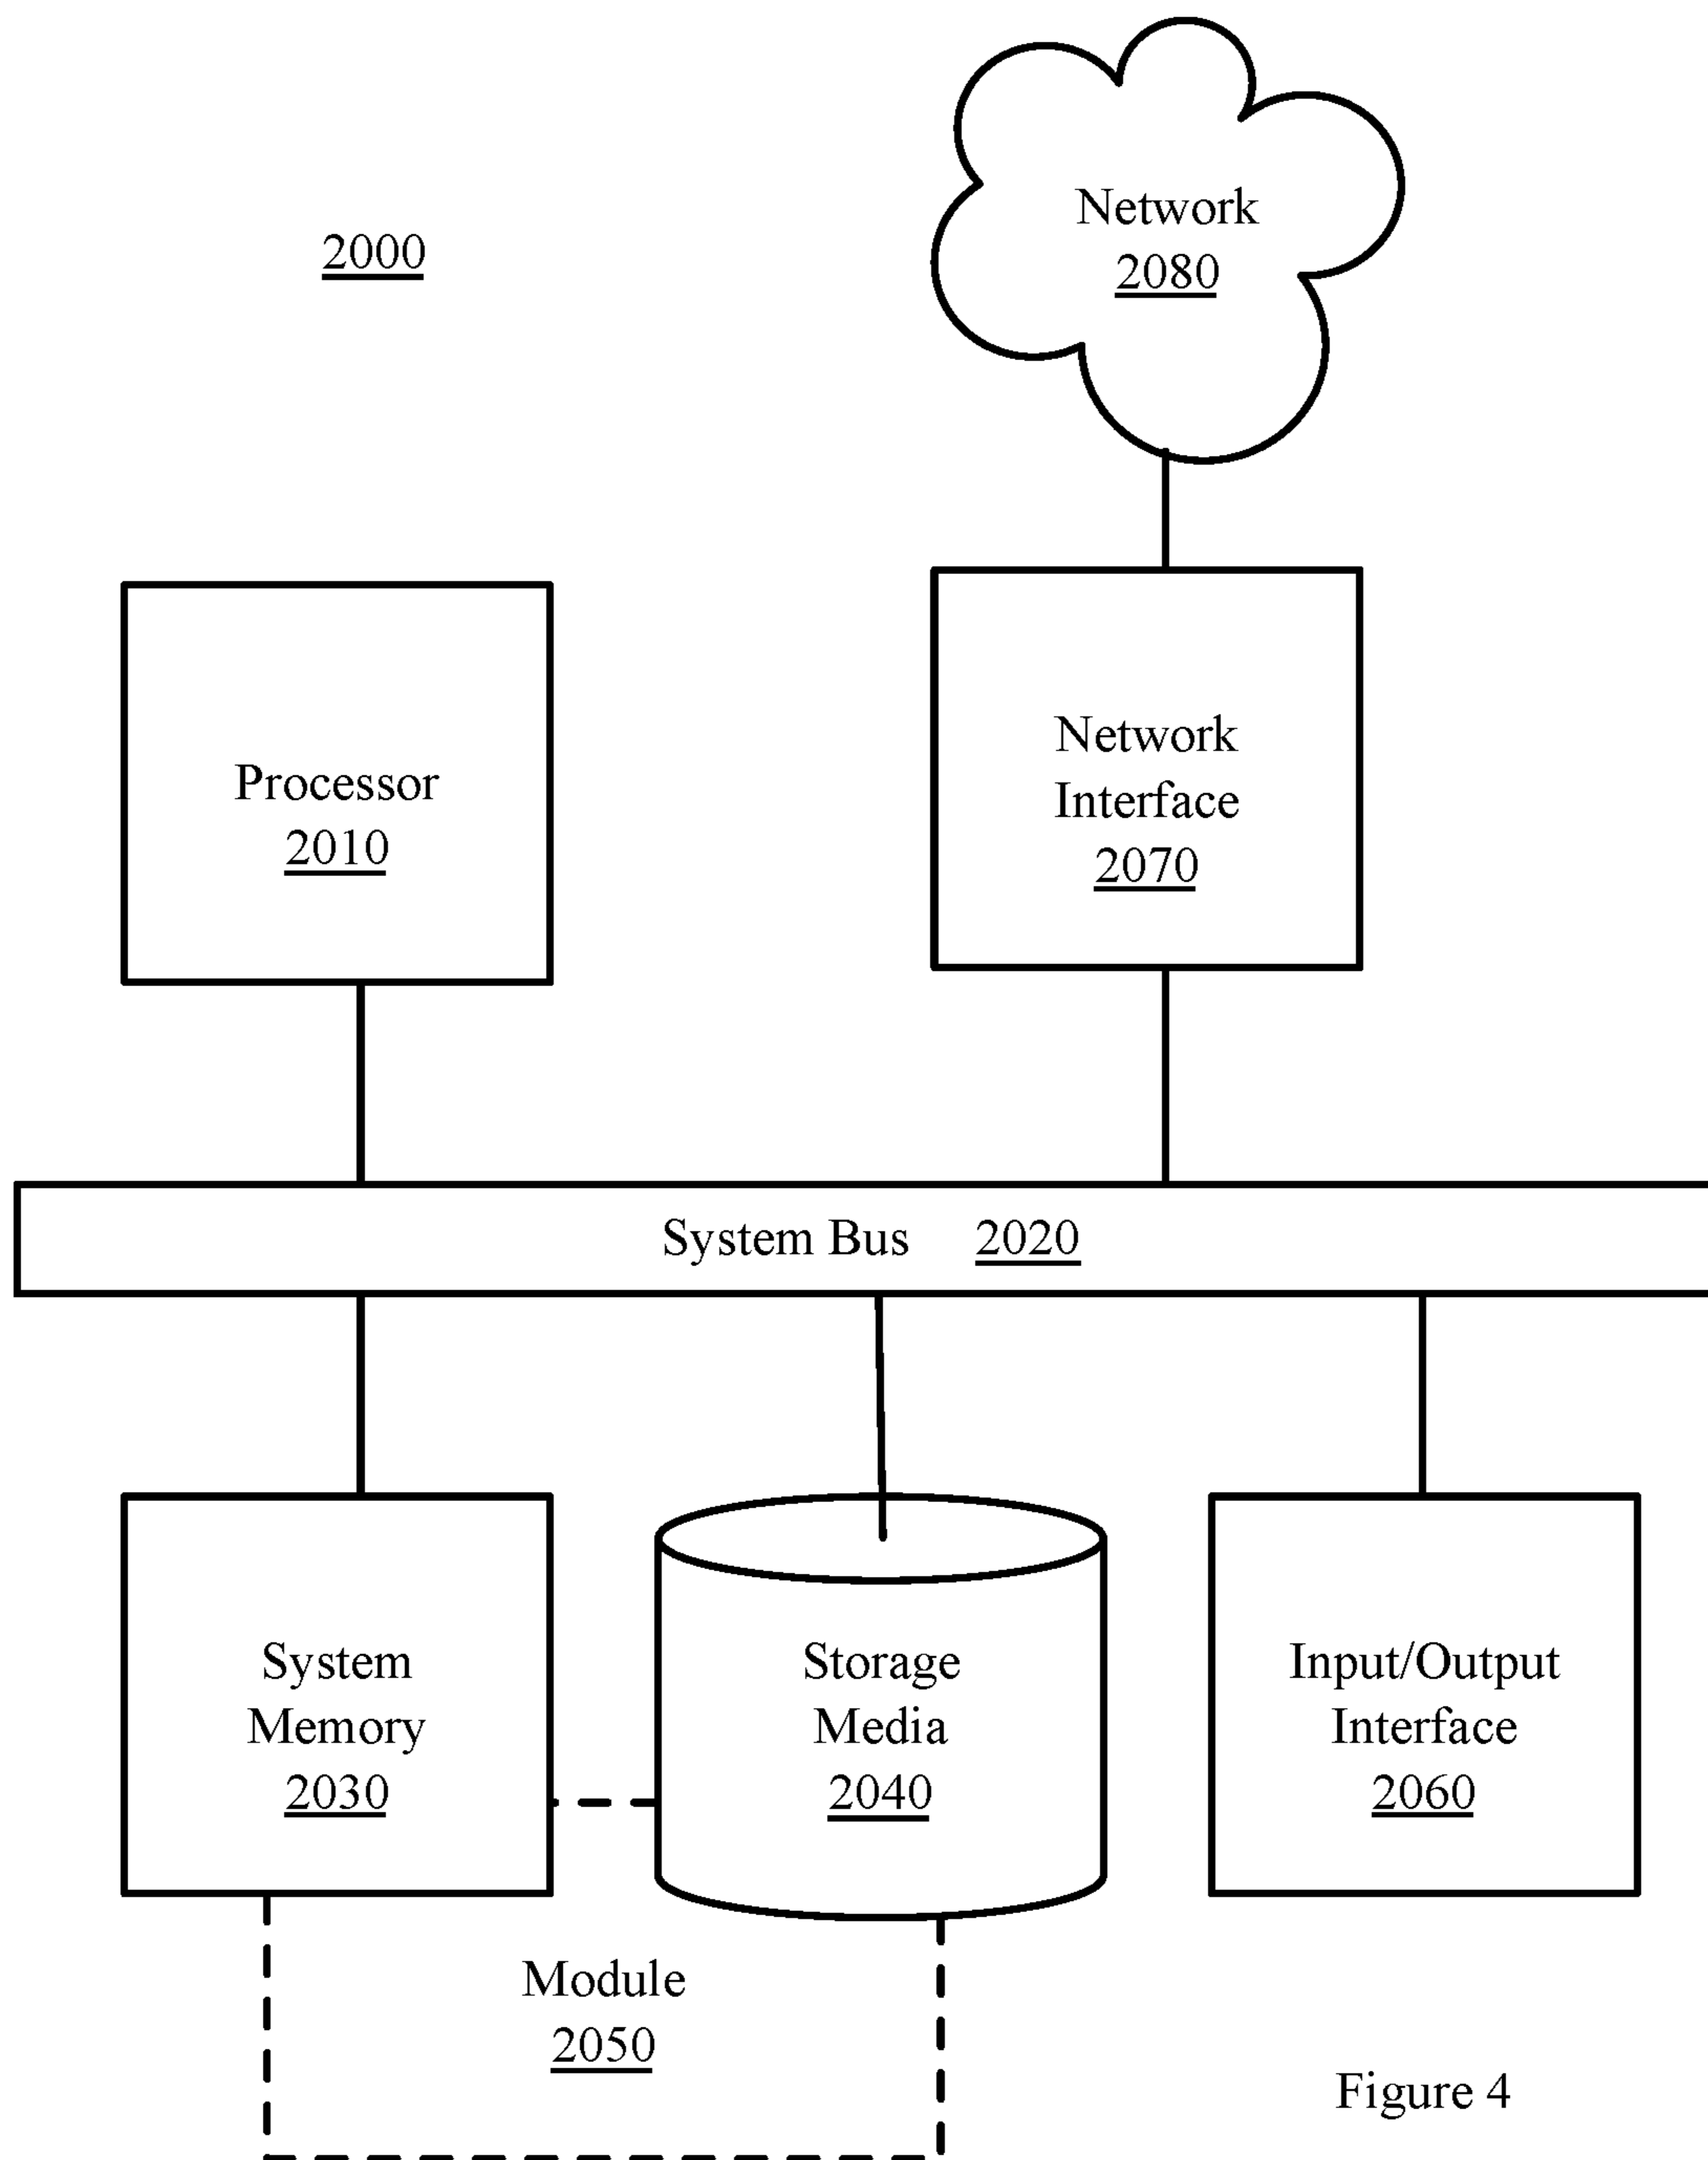 Network
2080
2000
Processor
2010
Network
Interface
2070
System Bus 2020
System
Memory
2030
Storage
Media
2040
Input/Output
Interface
2060
Module
2050
Figure 4